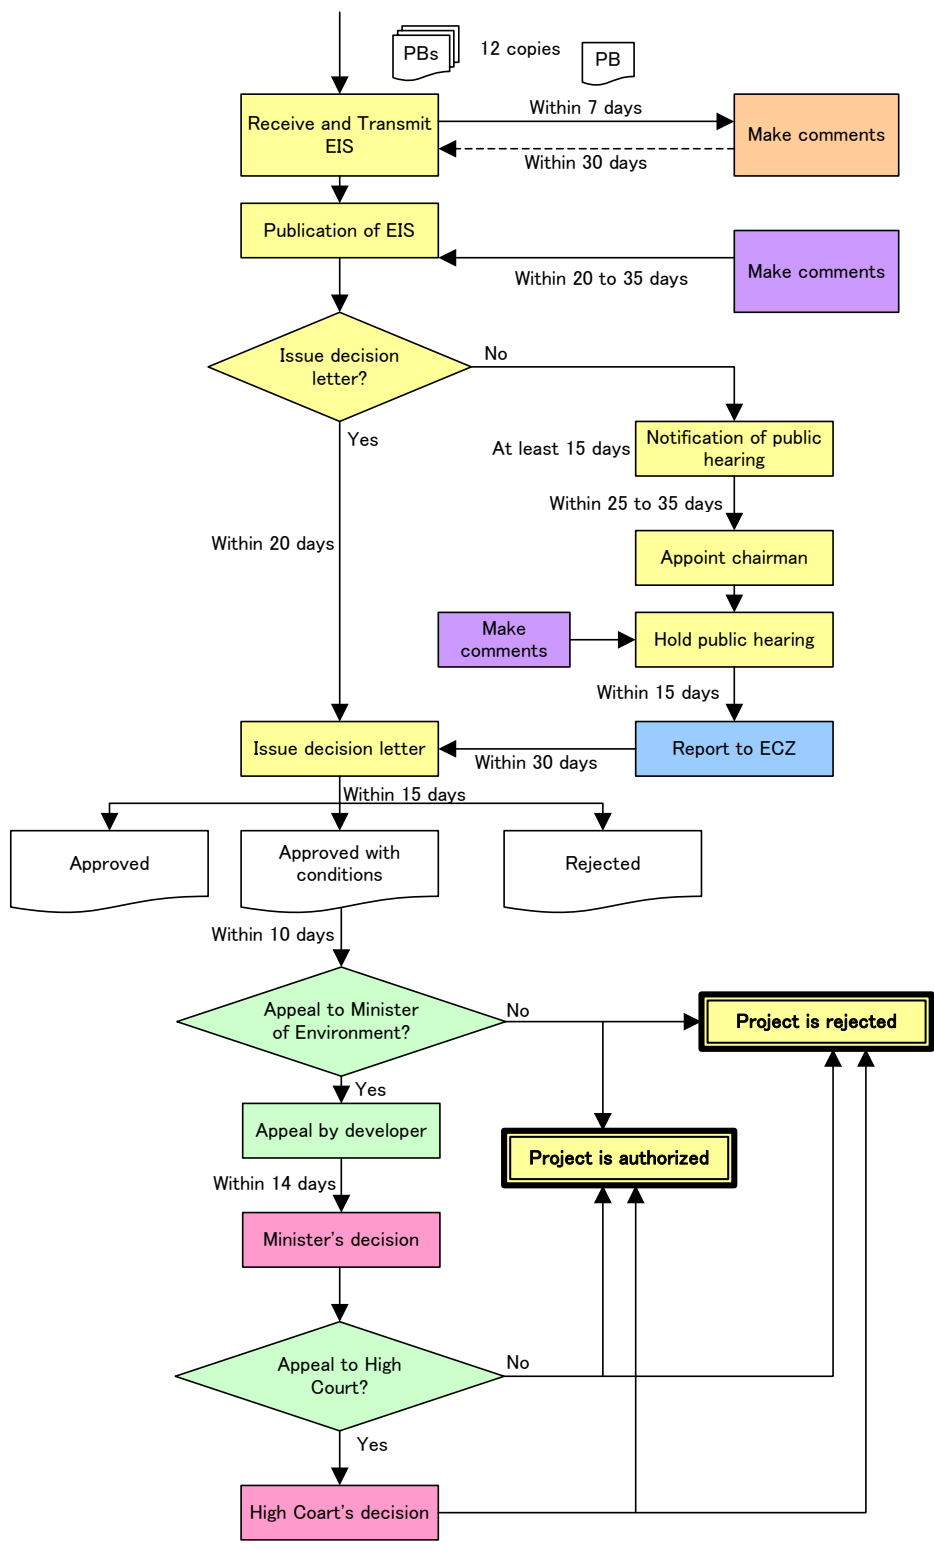 PBs
12 copies
PB
Receive and Transmit
EIS
Within 7 days
Make comments
Within 30 days
Publication of EIS
Make comments
Within 20 to 35 days
Issue decision
letter?
No
Yes
At least 15 days
Notification of public
hearing
Within 25 to 35 days
Within 20 days
Appoint chairman
Make
comments
Hold public hearing
Within 15 days
Issue decision letter
Within 30 days
Report to ECZ
Within 15 days
Approved
Approved with
conditions
Rejected
Within 10 days
Appeal to Minister
of Environment?
No
Project is rejected
Yes
Appeal by developer
Project is authorized
Within 14 days
Minister's decision
Appeal to High
Court?
No
Yes
High Coart's decision